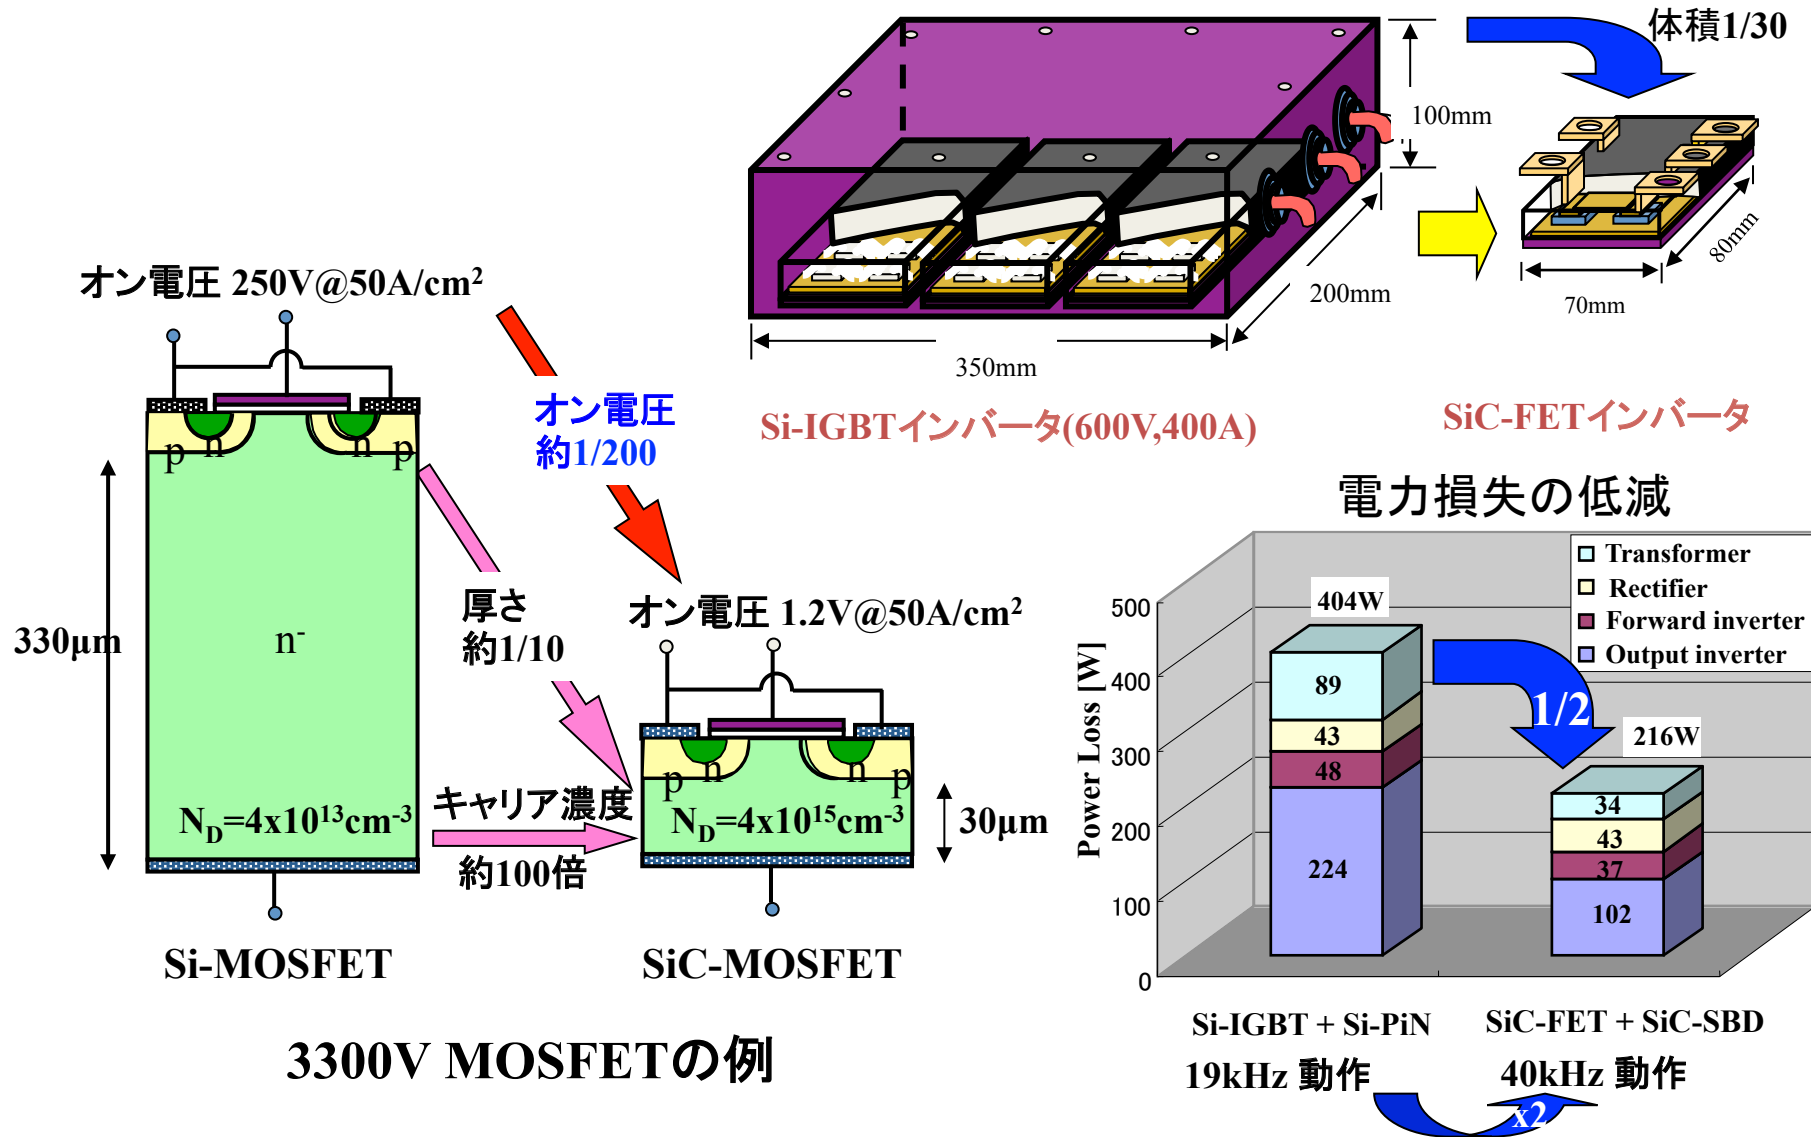 体積1/30
100mm
200mm
350mm
80mm
70mm
Si-IGBTインバータ(600V,400A)
SiC-FETインバータ
オン電圧 250V@50A/cm²
オン電圧
約1/200
p
n
n
p
330μm
n⁻
N_D=4x10¹³cm⁻³
Si-MOSFET
厚さ
約1/10
キャリア濃度
約100倍
オン電圧 1.2V@50A/cm²
p
n
n
p
N_D=4x10¹⁵cm⁻³
30μm
SiC-MOSFET
3300V MOSFETの例
電力損失の低減
Transformer
Rectifier
Forward inverter
Output inverter
Power Loss [W]
500
400
300
200
100
0
404W
89
43
48
224
1/2
216W
34
43
37
102
Si-IGBT + Si-PiN
19kHz 動作
SiC-FET + SiC-SBD
40kHz 動作
x2